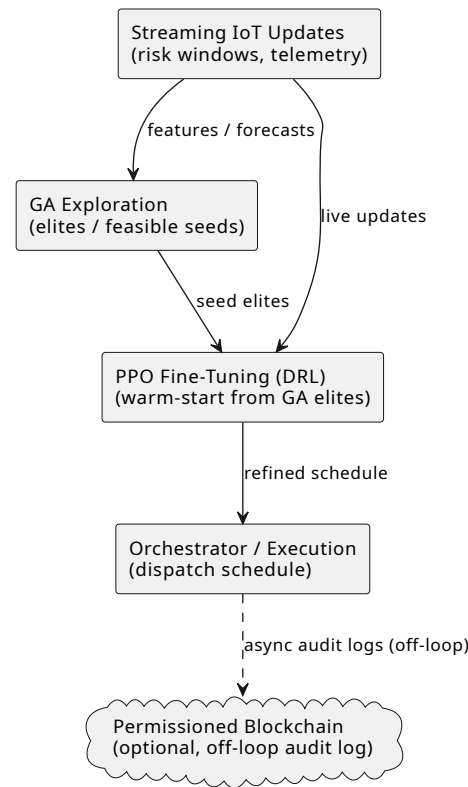 Streaming IoT Updates
(risk windows, telemetry)
features / forecasts
GA Exploration
(elites / feasible seeds)
live updates
seed elites
PPO Fine-Tuning (DRL)
(warm-start from GA elites)
refined schedule
Orchestrator / Execution
(dispatch schedule)
async audit logs (off-loop)
Permissioned Blockchain
(optional, off-loop audit log)